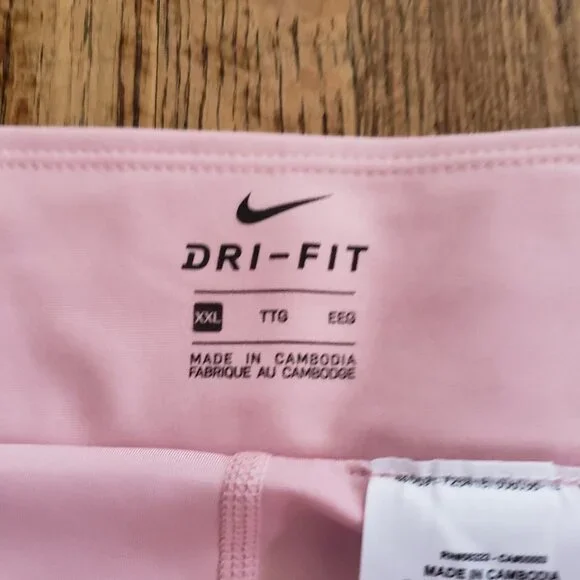 DRI-FIT
XXL TTG EEG
MADE IN CAMBODIA
FABRIQUE AU CAMBODGE
MADE IN CAMBODIA